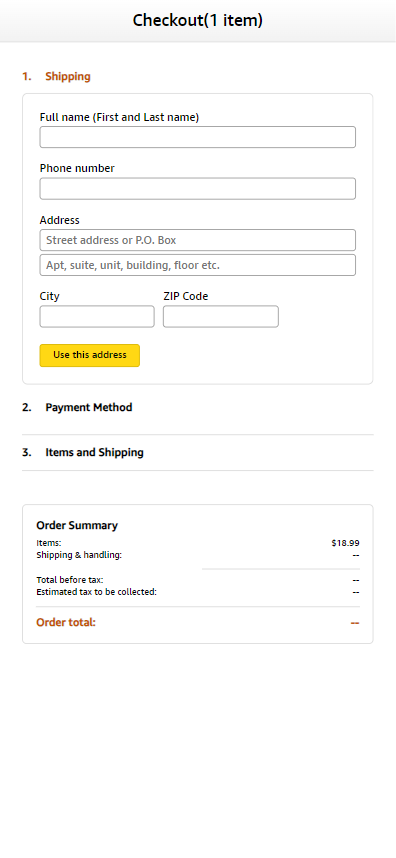 Checkout(1 item)
1. Shipping
Full name (First and Last name)
Phone number
Address
Street address or P.O. Box
Apt, suite, unit, building, floor etc.
City ZIP Code
Use this address
2. Payment Method
3. Items and Shipping
Order Summary
Items: $18.99
Shipping & handling: --
Total before tax: --
Estimated tax to be collected: --
Order total: --